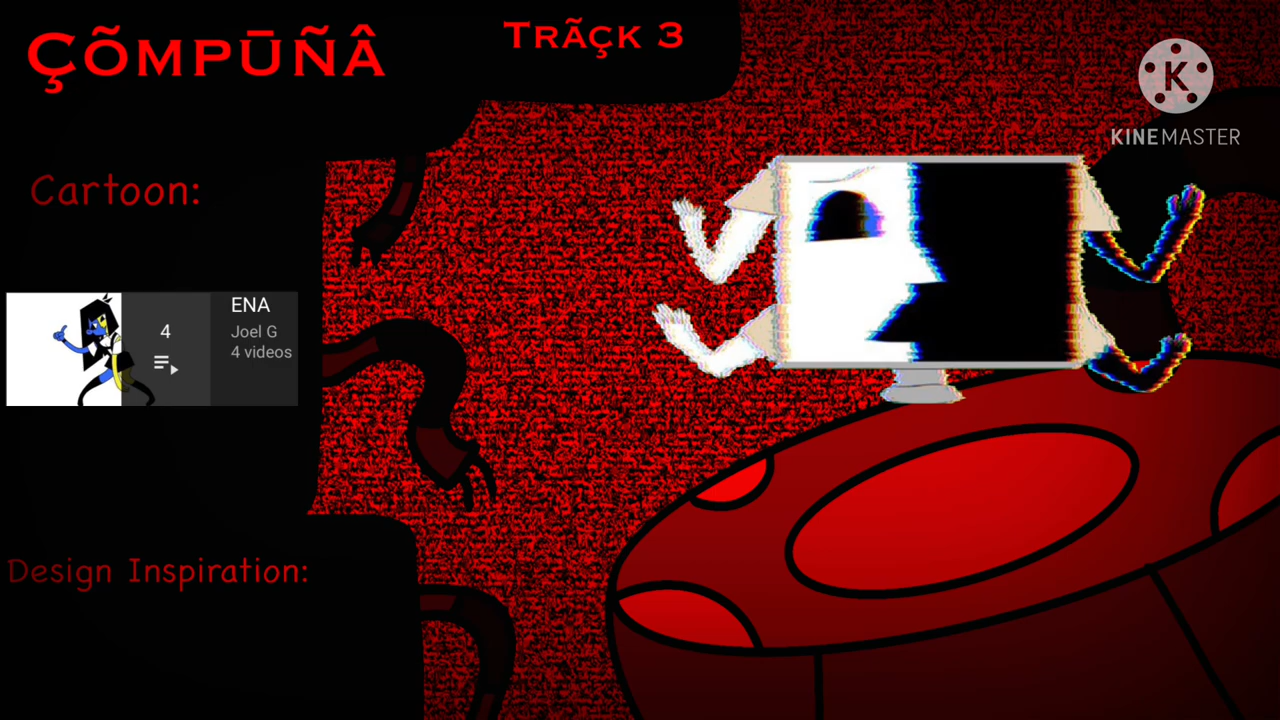 ÇÕMPŪÑÂ
TRÃÇK 3
K
KINEMASTER
Cartoon:
4
ENA
Joel G
4 videos
Design Inspiration: